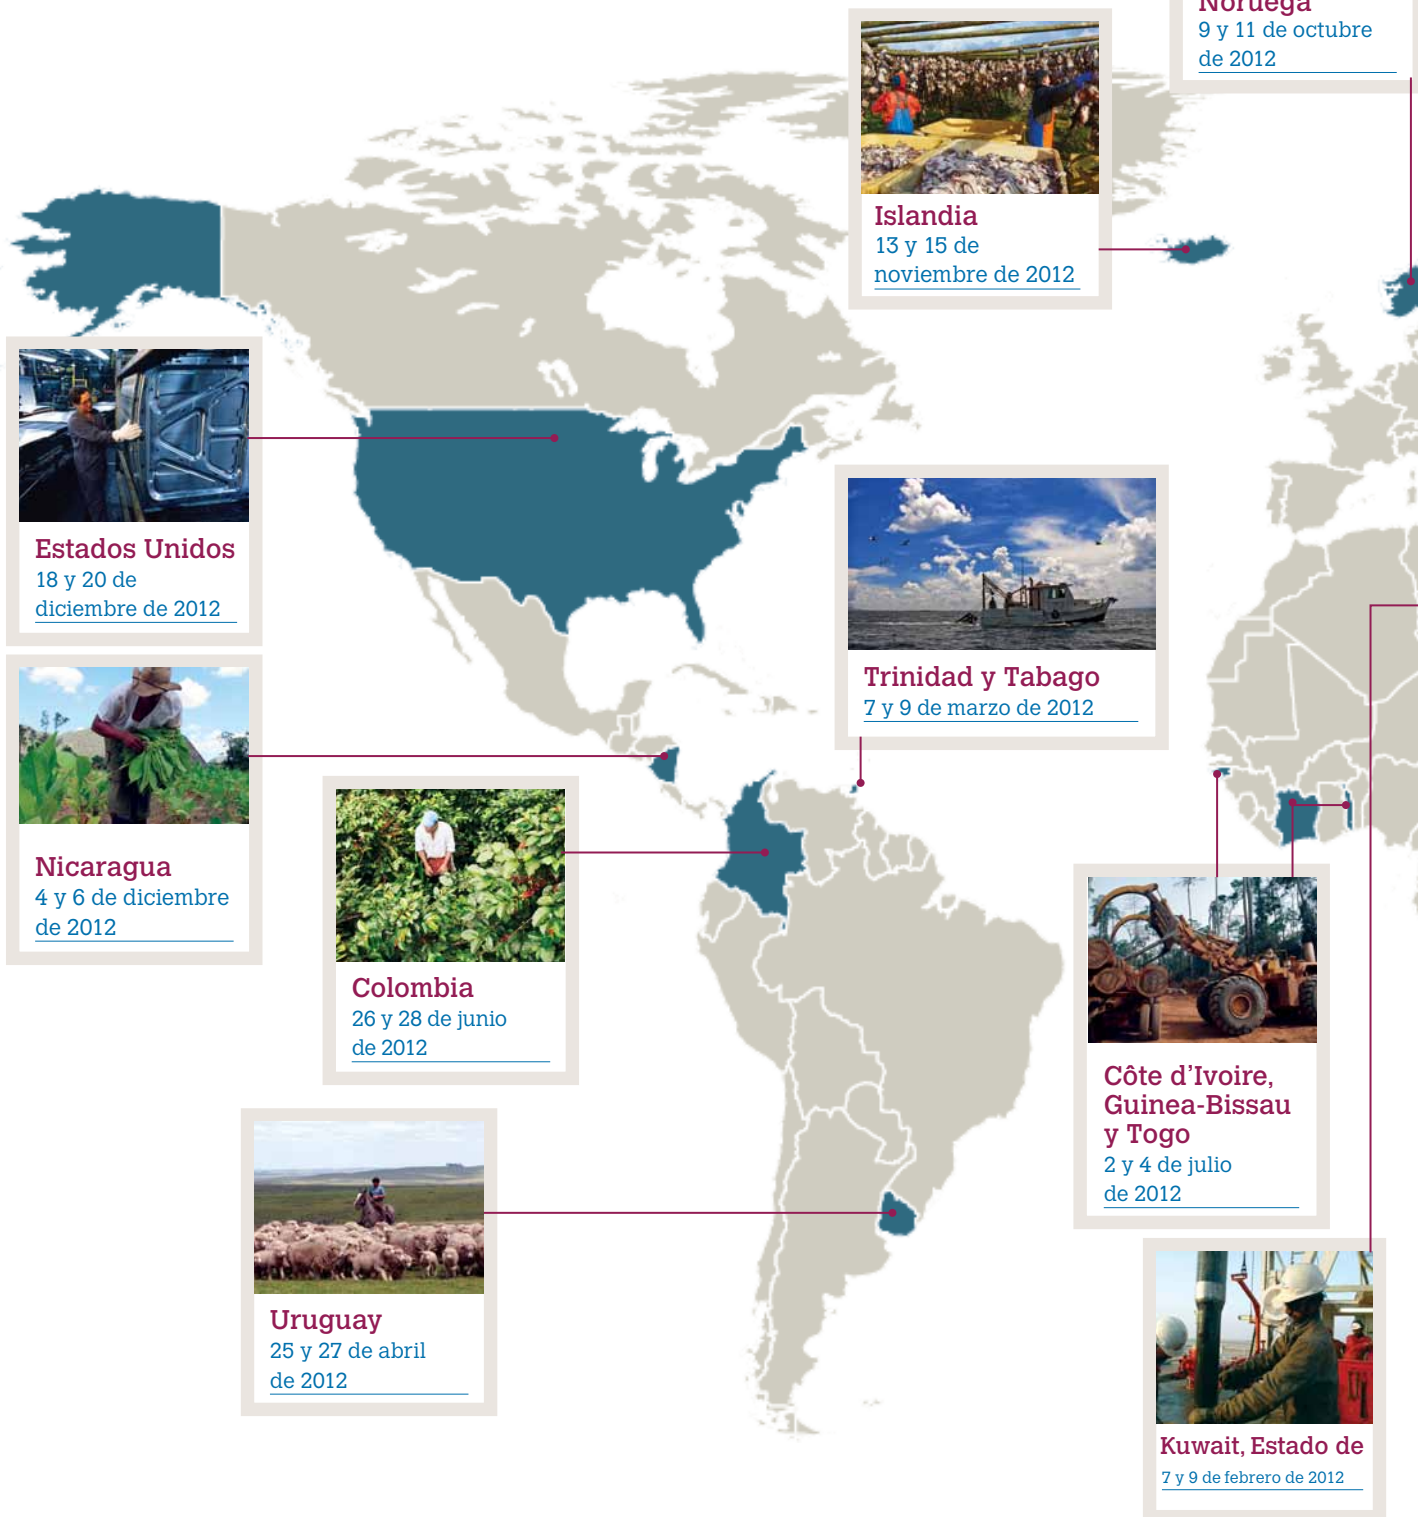 Noruega
9 y 11 de octubre
de 2012
Islandia
13 y 15 de
noviembre de 2012
Estados Unidos
18 y 20 de
diciembre de 2012
Trinidad y Tabago
7 y 9 de marzo de 2012
Nicaragua
4 y 6 de diciembre
de 2012
Colombia
26 y 28 de junio
de 2012
Côte d’Ivoire,
Guinea-Bissau
y Togo
2 y 4 de julio
de 2012
Uruguay
25 y 27 de abril
de 2012
Kuwait, Estado de
7 y 9 de febrero de 2012